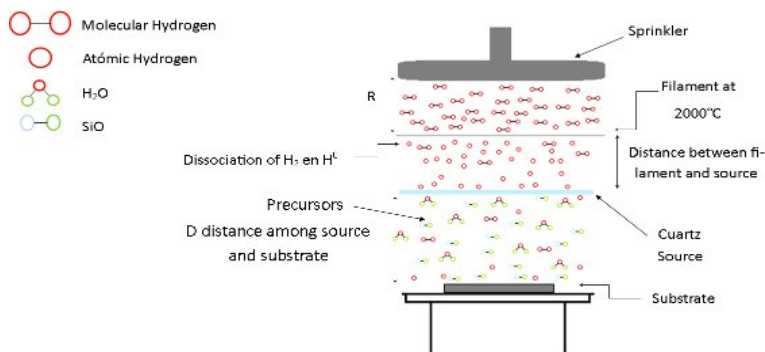 Molecular Hydrogen
Atómic Hydrogen
H₂O
SiO
Sprinkler
R
Filament at
2000°C
Dissociation of H₂ en H
Distance between fi-
lament and source
Precursors
D distance among source
and substrate
Cuartz
Source
Substrate